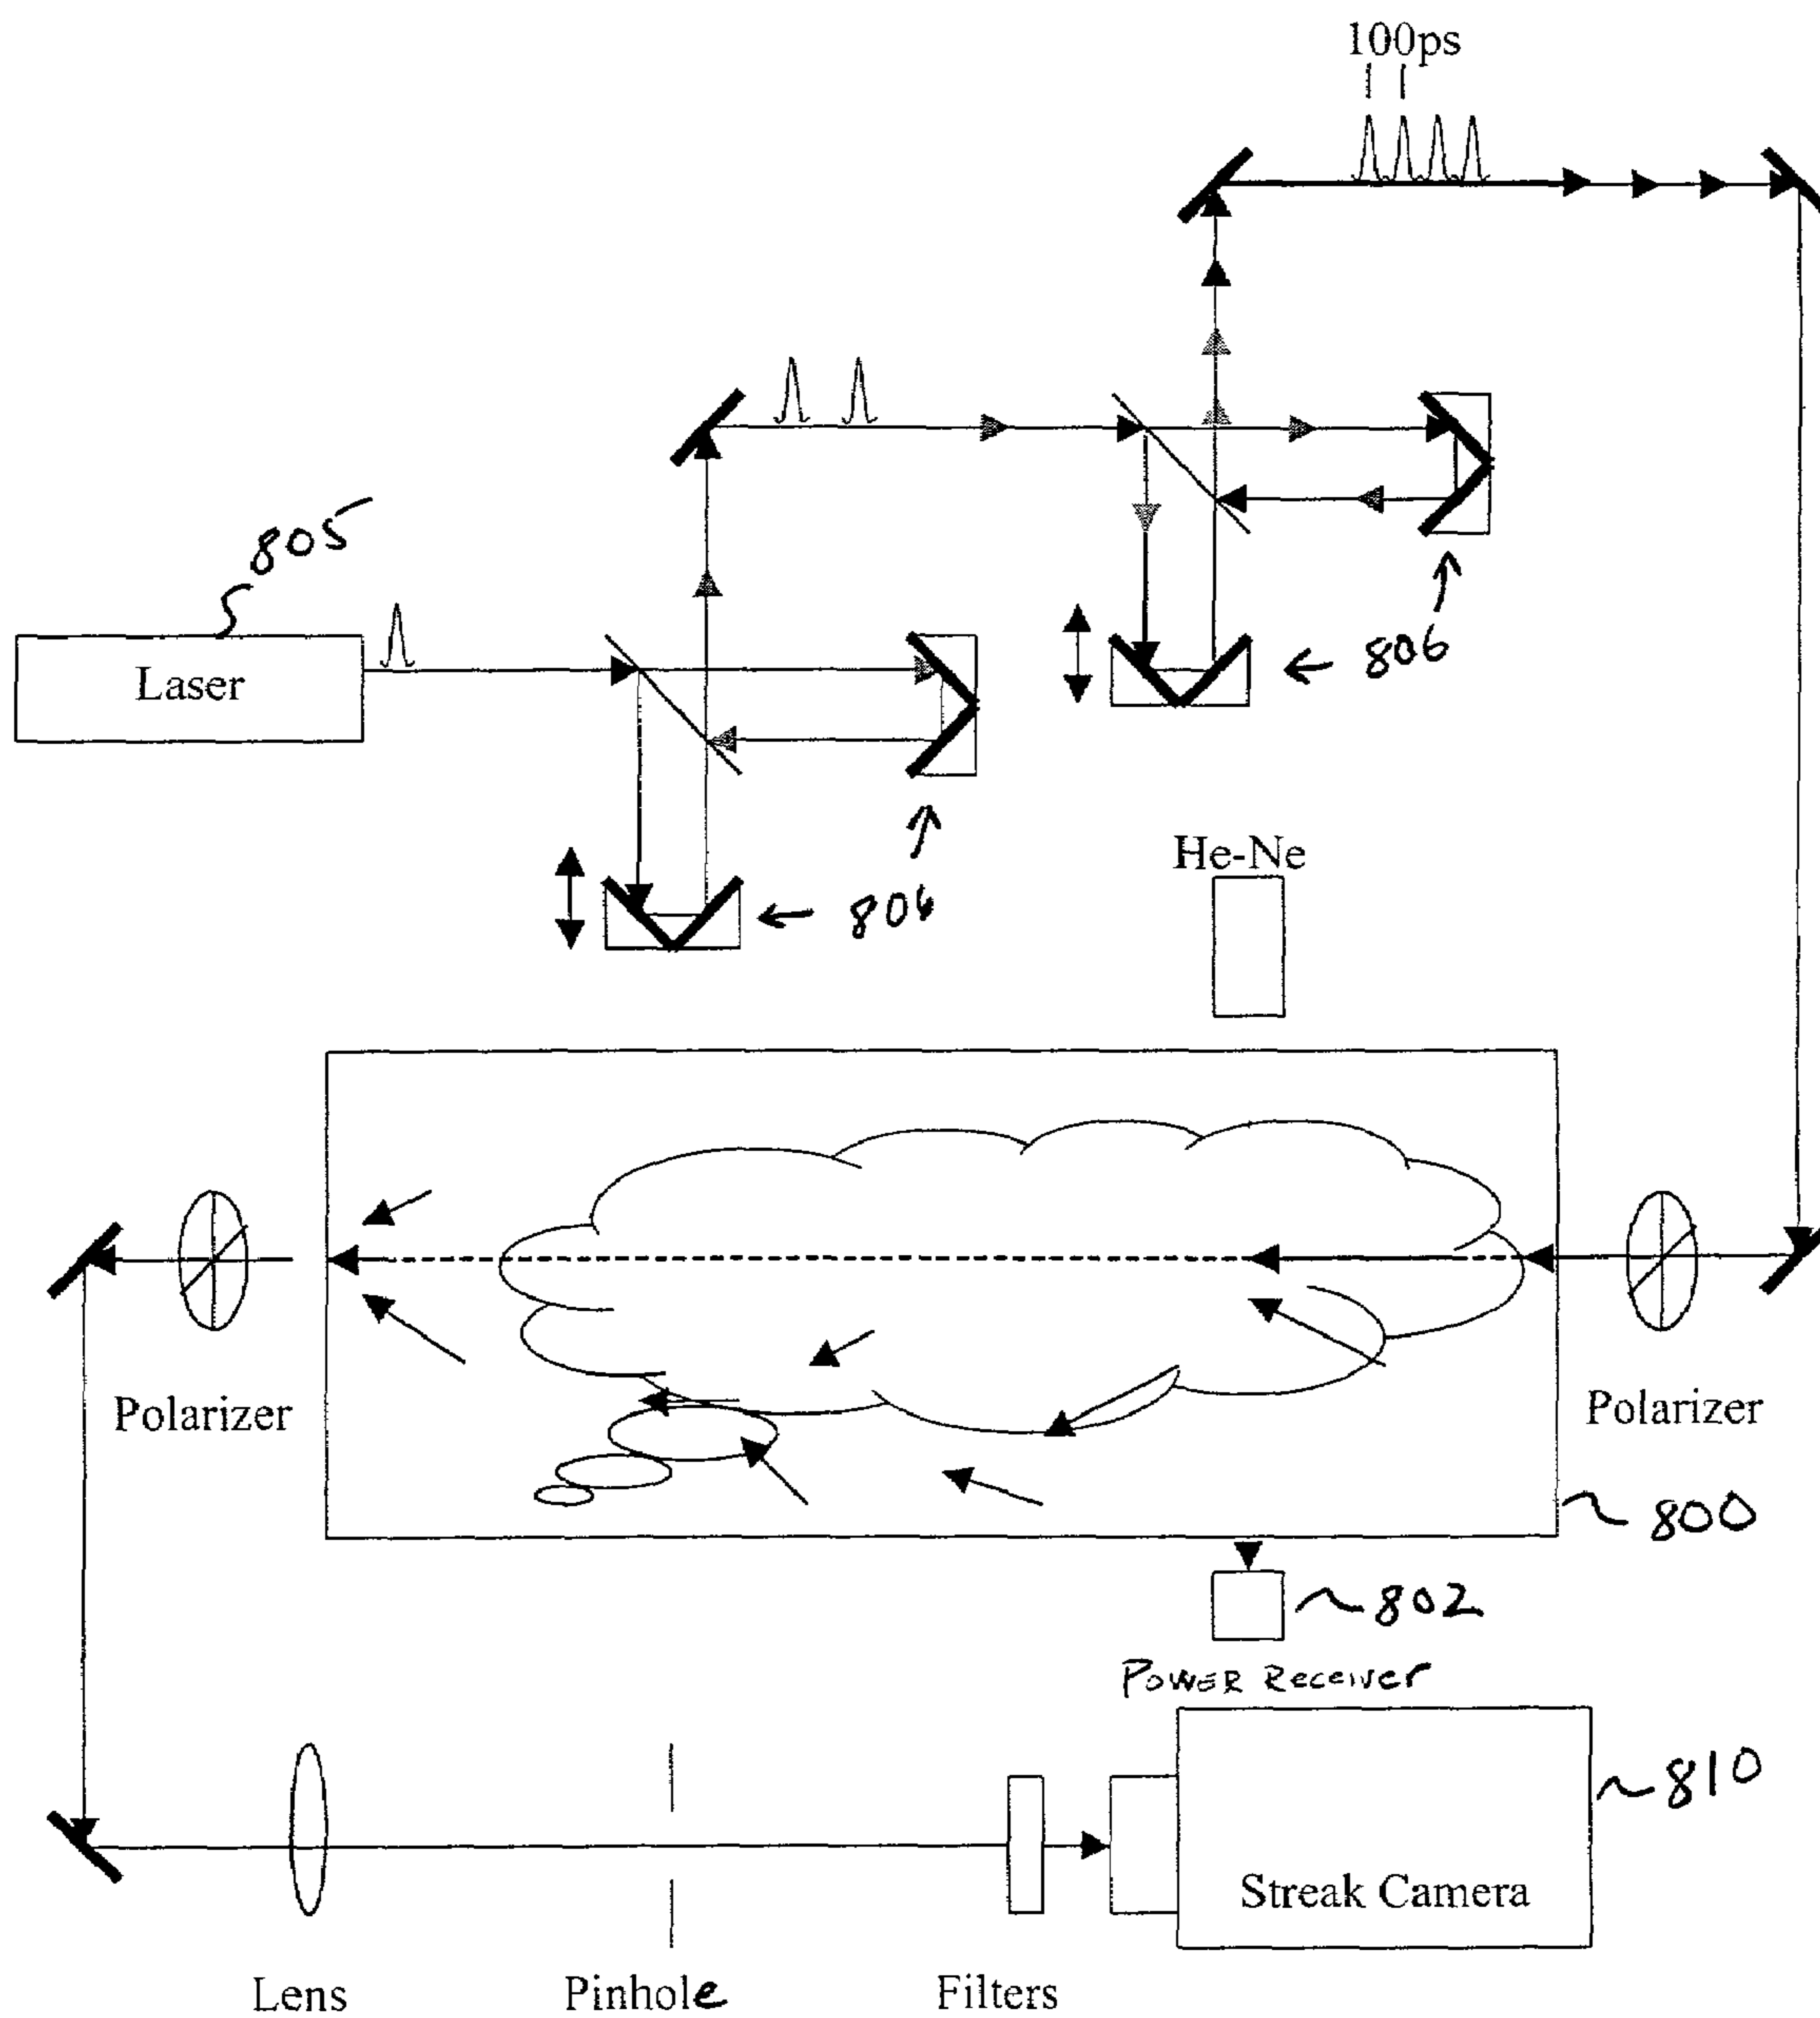 100ps
805
Laser
806
806
806
He-Ne
Polarizer
Polarizer
800
802
Power Receiver
810
Streak Camera
Lens
Pinhole
Filters